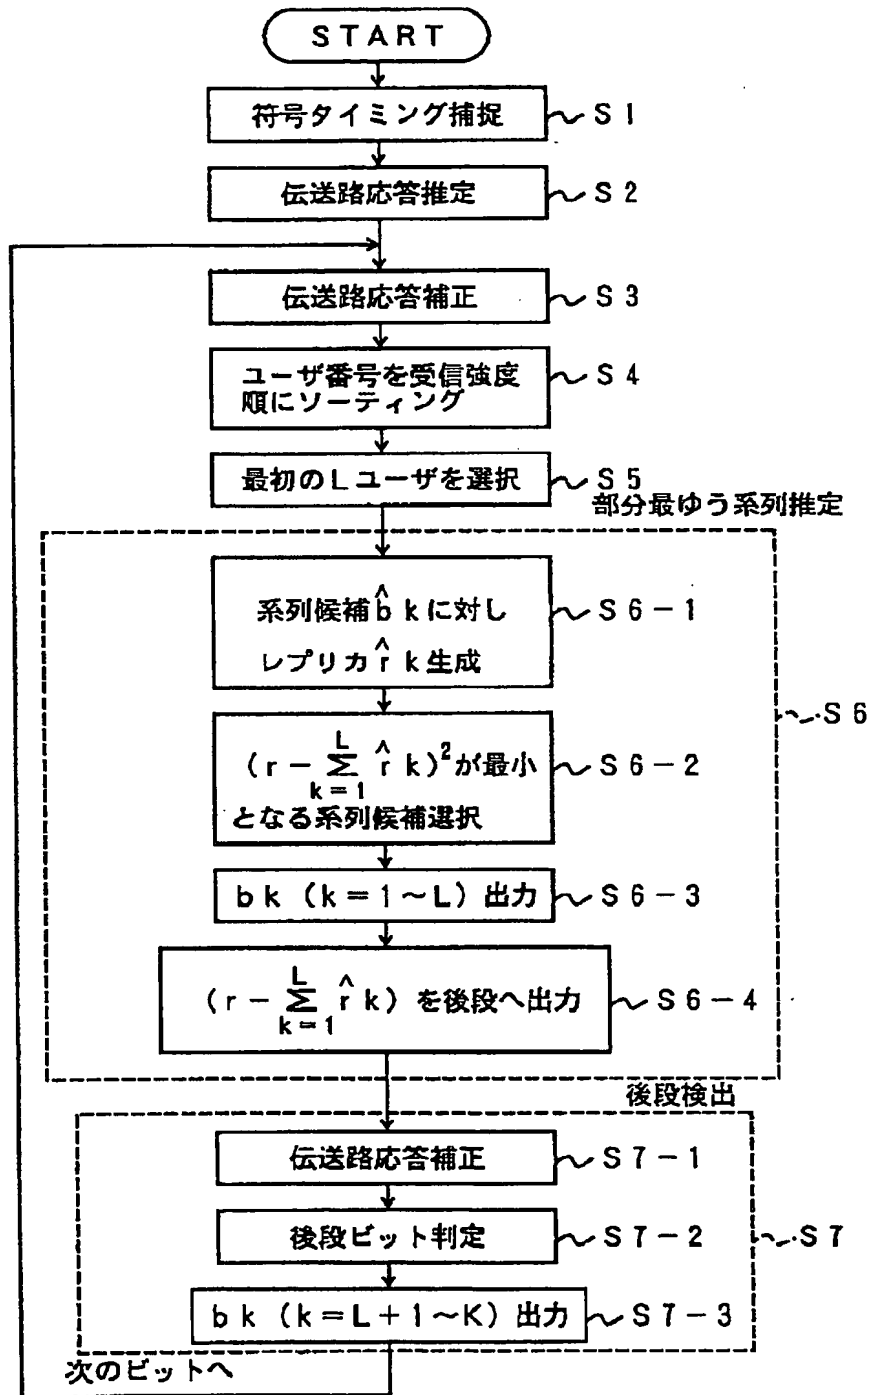 START
符号タイミング捕捉
S1
伝送路応答推定
S2
伝送路応答補正
S3
ユーザ番号を受信強度
順にソーティング
S4
最初のLユーザを選択
S5
部分最ゆう系列推定
系列候補b̂kに対し
レプリカr̂k生成
S6-1
(r-Σ[k=1..L] r̂k)²が最小
となる系列候補選択
S6-2
bk(k=1~L)出力
S6-3
(r-Σ[k=1..L] r̂k)を後段へ出力
S6-4
S6
後段検出
伝送路応答補正
S7-1
後段ビット判定
S7-2
bk(k=L+1~K)出力
S7-3
S7
次のビットへ